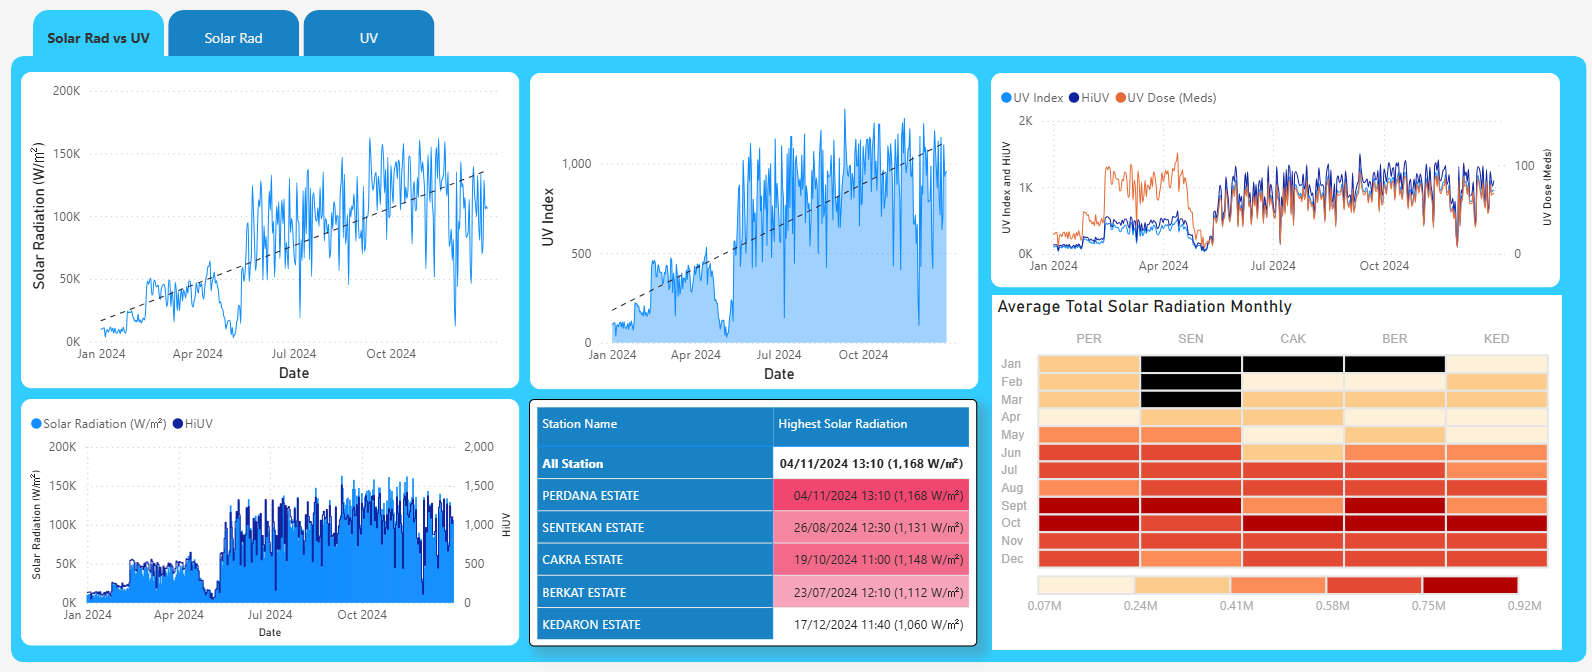 Solar Rad vs UV
Solar Rad
UV
200K
150K
100K
50K
0K
Solar Radiation (W/m²)
Jan 2024 Apr 2024 Jul 2024 Oct 2024
Date
1,000
500
0
UV Index
Jan 2024 Apr 2024 Jul 2024 Oct 2024
Date
UV Index HiUV UV Dose (Meds)
2K
1K
0K
UV Index and HiUV
100
0
UV Dose (Meds)
Jan 2024 Apr 2024 Jul 2024 Oct 2024
Solar Radiation (W/m²) HiUV
200K
150K
100K
50K
0K
Solar Radiation (W/m²)
2,000
1,500
1,000
500
0
HiUV
Jan 2024 Apr 2024 Jul 2024 Oct 2024
Date
Station Name Highest Solar Radiation
All Station 04/11/2024 13:10 (1,168 W/m²)
PERDANA ESTATE 04/11/2024 13:10 (1,168 W/m²)
SENTEKAN ESTATE 26/08/2024 12:30 (1,131 W/m²)
CAKRA ESTATE 19/10/2024 11:00 (1,148 W/m²)
BERKAT ESTATE 23/07/2024 12:10 (1,112 W/m²)
KEDARON ESTATE 17/12/2024 11:40 (1,060 W/m²)
Average Total Solar Radiation Monthly
PER SEN CAK BER KED
Jan
Feb
Mar
Apr
May
Jun
Jul
Aug
Sept
Oct
Nov
Dec
0.07M 0.24M 0.41M 0.58M 0.75M 0.92M